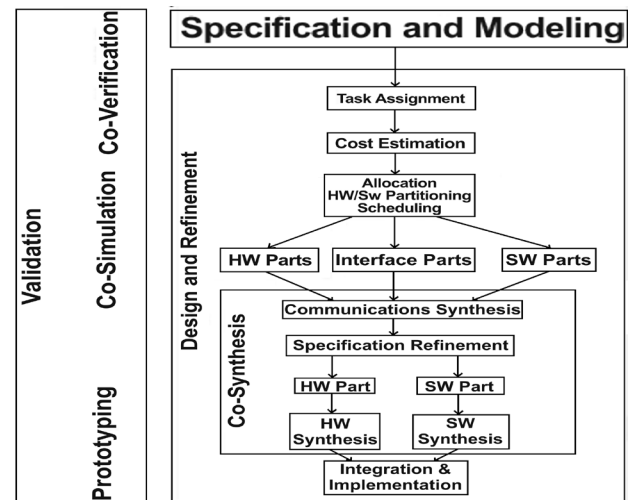 Specification and Modeling
Validation
Co-Verification
Co-Simulation
Prototyping
Design and Refinement
Task Assignment
Cost Estimation
Allocation
HW/Sw Partitioning
Scheduling
HW Parts
Interface Parts
SW Parts
Co-Synthesis
Communications Synthesis
Specification Refinement
HW Part
SW Part
HW
Synthesis
SW
Synthesis
Integration &
Implementation